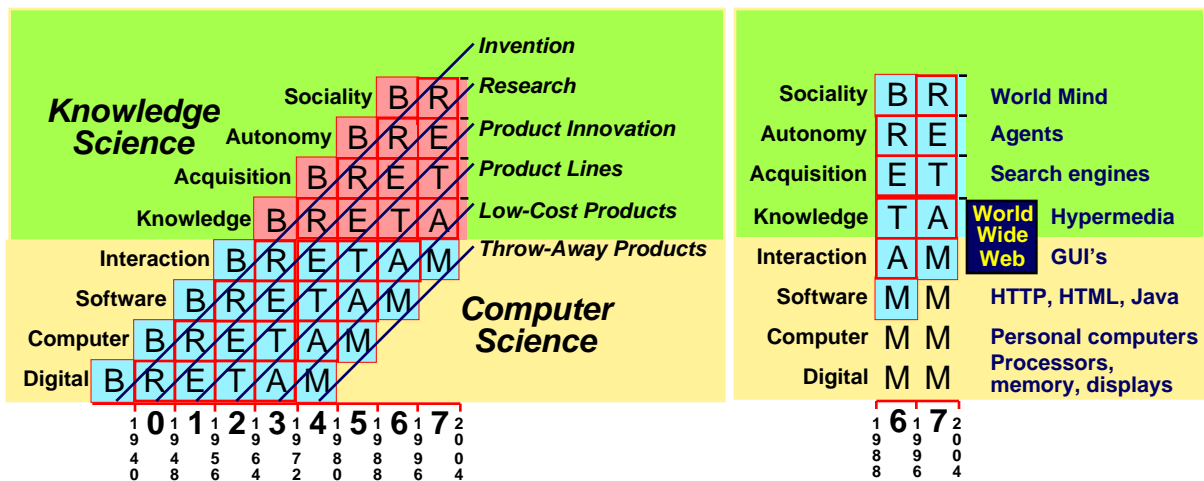 Invention
Research
Product Innovation
Product Lines
Low-Cost Products
Throw-Away Products
Knowledge
Science
Sociality B R
Autonomy B R E
Acquisition B R E T
Knowledge B R E T A
Interaction B R E T A M
Software B R E T A M
Computer B R E T A M
Digital B R E T A M
Computer
Science
0 1 2 3 4 5 6 7
1940 1948 1956 1964 1972 1980 1988 1996 2004
Sociality B R World Mind
Autonomy R E Agents
Acquisition E T Search engines
Knowledge T A Hypermedia
World
Wide
Web
Interaction A M GUI's
Software M M HTTP, HTML, Java
Computer M M Personal computers
Digital M M Processors,
memory, displays
6 7
1988 1996 2004